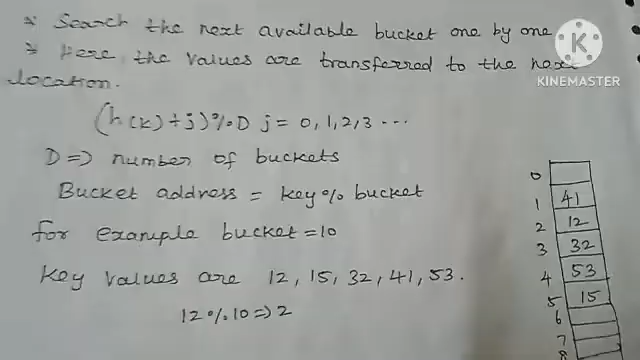 Search the next available bucket one by one
Here, the values are transferred to the next
location.
(h(k)+j)%D j = 0,1,2,3 ...
D=> number of buckets
Bucket address = key% bucket
for example bucket=10
Key values are 12, 15, 32, 41, 53.
12%10=>2
0
1 41
2 12
3 32
4 53
5 15
6
7
8
K
KINEMASTER